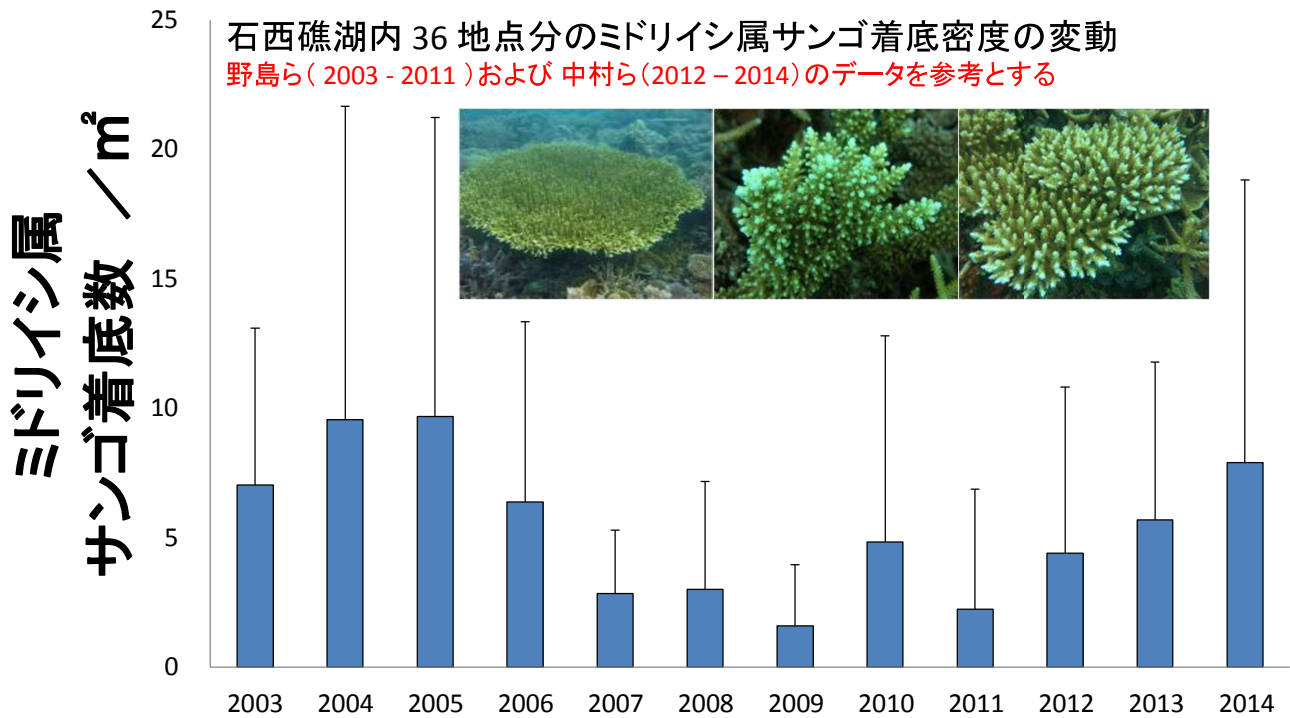 石西礁湖内 36 地点分のミドリイシ属サンゴ着底密度の変動
野島ら( 2003 - 2011 )および 中村ら(2012 – 2014)のデータを参考とする
ミドリイシ属
サンゴ着底数 ／㎡
25
20
15
10
5
0
2003 2004 2005 2006 2007 2008 2009 2010 2011 2012 2013 2014